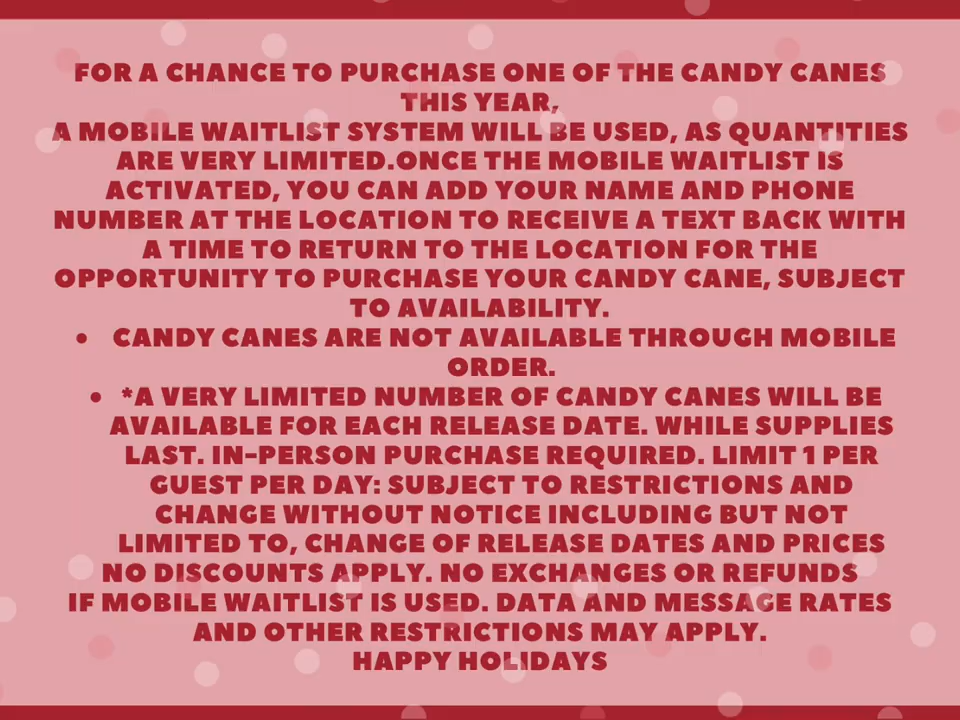 FOR A CHANCE TO PURCHASE ONE OF THE CANDY CANES
THIS YEAR,
A MOBILE WAITLIST SYSTEM WILL BE USED, AS QUANTITIES
ARE VERY LIMITED.ONCE THE MOBILE WAITLIST IS
ACTIVATED, YOU CAN ADD YOUR NAME AND PHONE
NUMBER AT THE LOCATION TO RECEIVE A TEXT BACK WITH
A TIME TO RETURN TO THE LOCATION FOR THE
OPPORTUNITY TO PURCHASE YOUR CANDY CANE, SUBJECT
TO AVAILABILITY.
• CANDY CANES ARE NOT AVAILABLE THROUGH MOBILE
ORDER.
• *A VERY LIMITED NUMBER OF CANDY CANES WILL BE
AVAILABLE FOR EACH RELEASE DATE. WHILE SUPPLIES
LAST. IN-PERSON PURCHASE REQUIRED. LIMIT 1 PER
GUEST PER DAY: SUBJECT TO RESTRICTIONS AND
CHANGE WITHOUT NOTICE INCLUDING BUT NOT
LIMITED TO, CHANGE OF RELEASE DATES AND PRICES
NO DISCOUNTS APPLY. NO EXCHANGES OR REFUNDS
IF MOBILE WAITLIST IS USED. DATA AND MESSAGE RATES
AND OTHER RESTRICTIONS MAY APPLY.
HAPPY HOLIDAYS